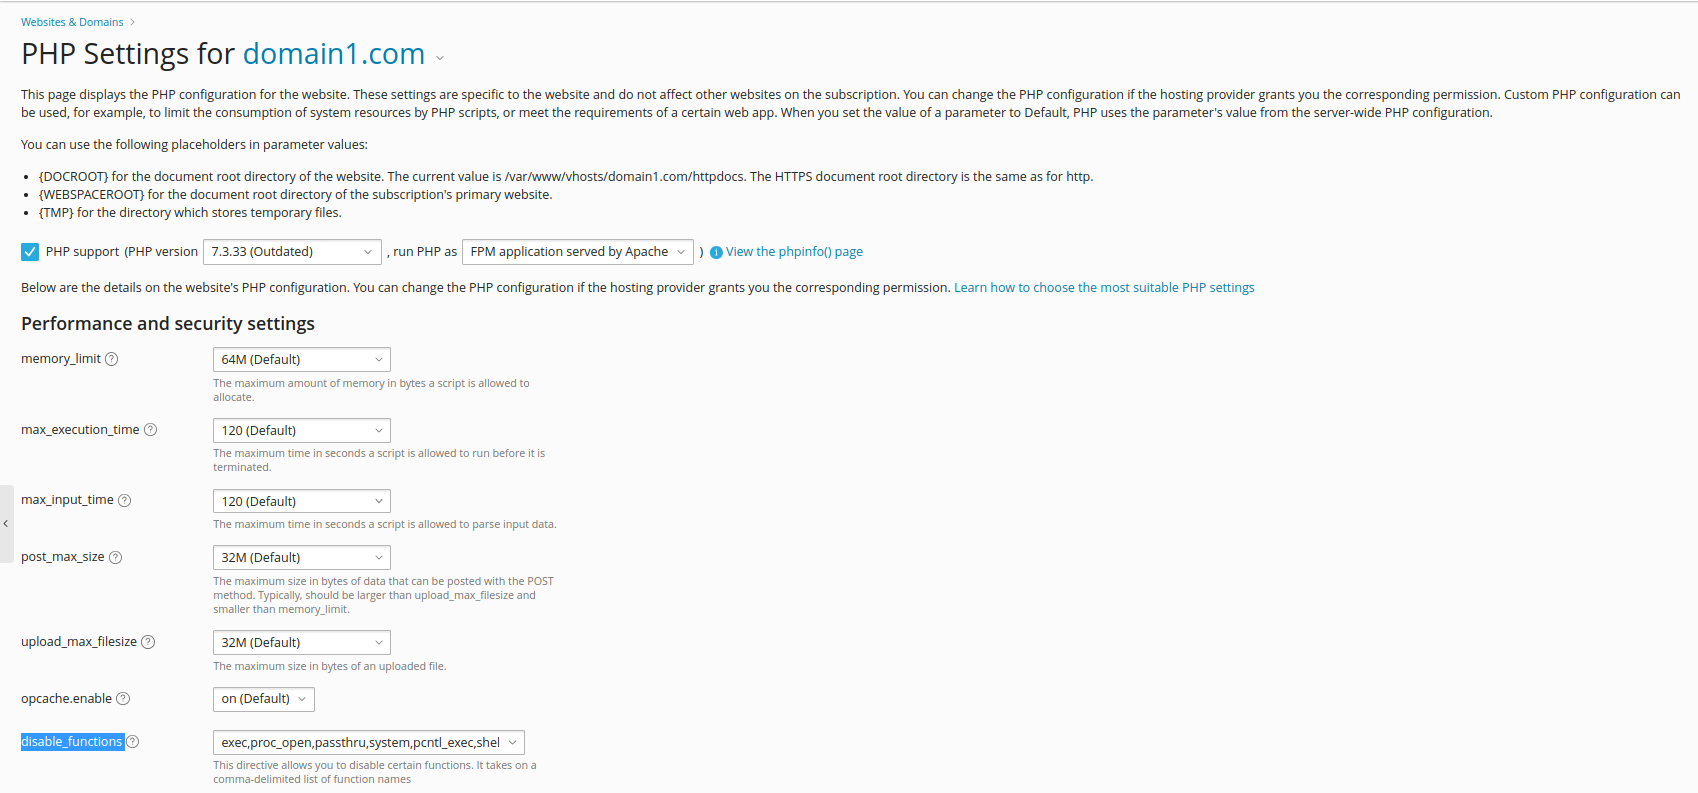 Websites & Domains >
PHP Settings for domain1.com
This page displays the PHP configuration for the website. These settings are specific to the website and do not affect other websites on the subscription. You can change the PHP configuration if the hosting provider grants you the corresponding permission. Custom PHP configuration can
be used, for example, to limit the consumption of system resources by PHP scripts, or meet the requirements of a certain web app. When you set the value of a parameter to Default, PHP uses the parameter's value from the server-wide PHP configuration.
You can use the following placeholders in parameter values:
• {DOCROOT} for the document root directory of the website. The current value is /var/www/vhosts/domain1.com/httpdocs. The HTTPS document root directory is the same as for http.
• {WEBSPACEROOT} for the document root directory of the subscription's primary website.
• {TMP} for the directory which stores temporary files.
PHP support (PHP version 7.3.33 (Outdated) , run PHP as FPM application served by Apache ) View the phpinfo() page
Below are the details on the website's PHP configuration. You can change the PHP configuration if the hosting provider grants you the corresponding permission. Learn how to choose the most suitable PHP settings
Performance and security settings
memory_limit ? 64M (Default)
The maximum amount of memory in bytes a script is allowed to
allocate.
max_execution_time ? 120 (Default)
The maximum time in seconds a script is allowed to run before it is
terminated.
max_input_time ? 120 (Default)
The maximum time in seconds a script is allowed to parse input data.
post_max_size ? 32M (Default)
The maximum size in bytes of data that can be posted with the POST
method. Typically, should be larger than upload_max_filesize and
smaller than memory_limit.
upload_max_filesize ? 32M (Default)
The maximum size in bytes of an uploaded file.
opcache.enable ? on (Default)
disable_functions ? exec,proc_open,passthru,system,pcntl_exec,shel
This directive allows you to disable certain functions. It takes on a
comma-delimited list of function names